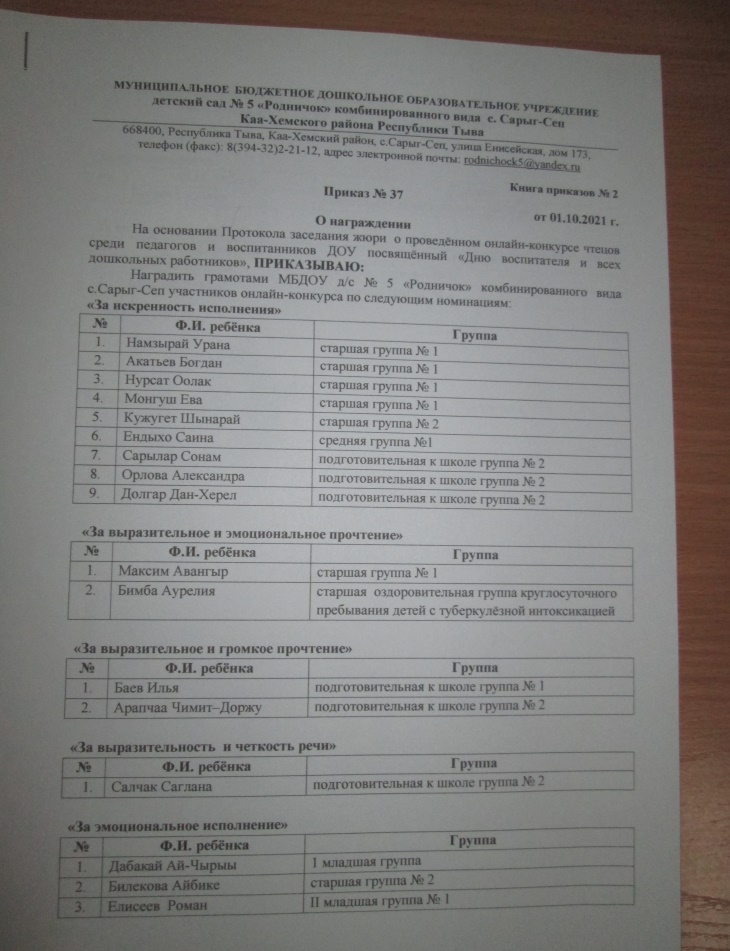 МУНИЦИПАЛЬНОЕ БЮДЖЕТНОЕ ДОШКОЛЬНОЕ ОБРАЗОВАТЕЛЬНОЕ УЧРЕЖДЕНИЕ
детский сад № 5 «Родничок» комбинированного вида с. Сарыг-Сеп
Каа-Хемского района Республики Тыва
668400, Республика Тыва, Каа-Хемский район, с.Сарыг-Сеп, улица Енисейская, дом 173,
телефон (факс): 8(394-32)2-21-12, адрес электронной почты: rodnichock5@yandex.ru
Приказ № 37 Книга приказов № 2
О награждении от 01.10.2021 г.
На основании Протокола заседания жюри о проведённом онлайн-конкурсе чтецов
среди педагогов и воспитанников ДОУ посвящённый «Дню воспитателя и всех
дошкольных работников», ПРИКАЗЫВАЮ:
Наградить грамотами МБДОУ д/с № 5 «Родничок» комбинированного вида
с.Сарыг-Сеп участников онлайн-конкурса по следующим номинациям:
«За искренность исполнения»
№ Ф.И. ребёнка Группа
1. Намзырай Урана старшая группа № 1
2. Акатьев Богдан старшая группа № 1
3. Нурсат Оолак старшая группа № 1
4. Монгуш Ева старшая группа № 1
5. Кужугет Шынарай старшая группа № 2
6. Ендыхо Саина средняя группа №1
7. Сарылар Сонам подготовительная к школе группа № 2
8. Орлова Александра подготовительная к школе группа № 2
9. Долгар Дан-Херел подготовительная к школе группа № 2
«За выразительное и эмоциональное прочтение»
№ Ф.И. ребёнка Группа
1. Максим Авангыр старшая группа № 1
2. Бимба Аурелия старшая оздоровительная группа круглосуточного
пребывания детей с туберкулёзной интоксикацией
«За выразительное и громкое прочтение»
№ Ф.И. ребёнка Группа
1. Баев Илья подготовительная к школе группа № 1
2. Арапчаа Чимит–Доржу подготовительная к школе группа № 2
«За выразительность и четкость речи»
№ Ф.И. ребёнка Группа
1. Салчак Саглана подготовительная к школе группа № 2
«За эмоциональное исполнение»
№ Ф.И. ребёнка Группа
1. Дабакай Ай-Чырыы 1 младшая группа
2. Билекова Айбике старшая группа № 2
3. Елисеев Роман II младшая группа № 1